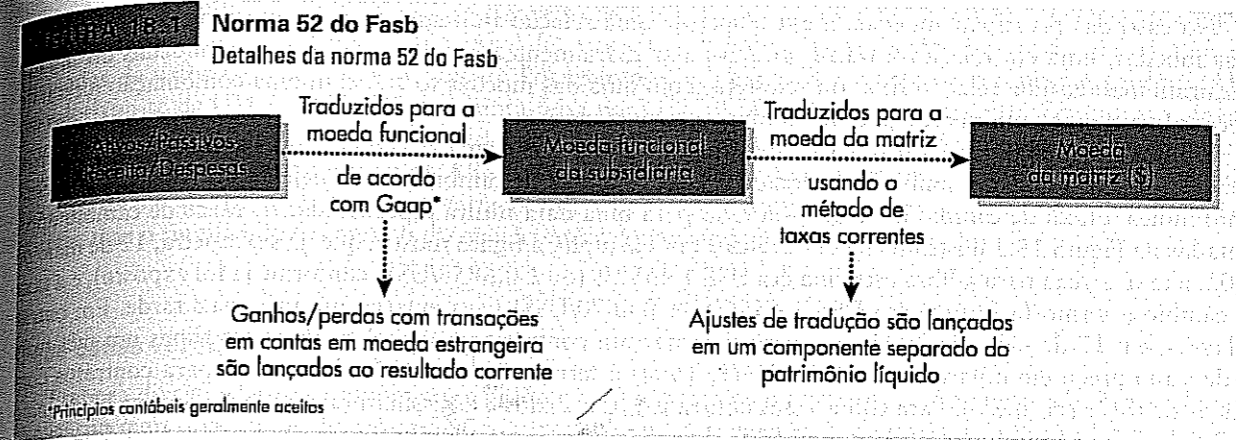 Norma 52 do Fasb
Detalhes da norma 52 do Fasb
Ativos/Passivos
Receita/Despesas
Traduzidos para a
moeda funcional
de acordo
com Gaap*
Moeda funcional
da subsidiária
Traduzidos para a
moeda da matriz
usando o
método de
taxas correntes
Moeda
da matriz ($)
Ganhos/perdas com transações
em contas em moeda estrangeira
são lançados ao resultado corrente
Ajustes de tradução são lançados
em um componente separado do
patrimônio líquido
*Princípios contábeis geralmente aceitos